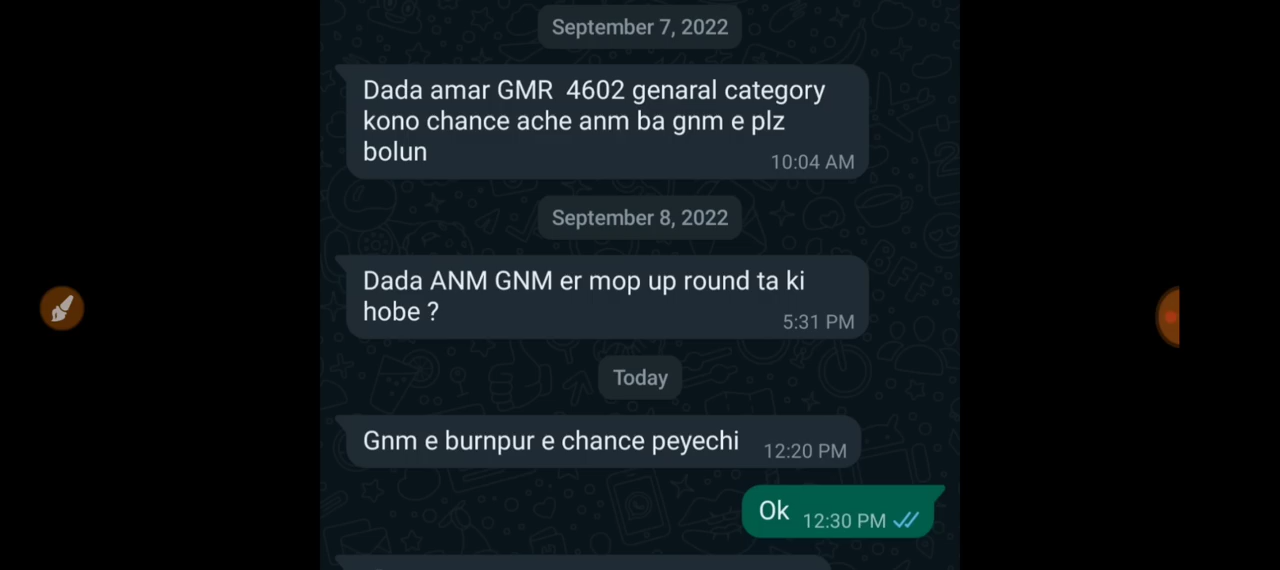 September 7, 2022
Dada amar GMR 4602 genaral category
kono chance ache anm ba gnm e plz
bolun
10:04 AM
September 8, 2022
Dada ANM GNM er mop up round ta ki
hobe ?
5:31 PM
Today
Gnm e burnpur e chance peyechi 12:20 PM
Ok 12:30 PM